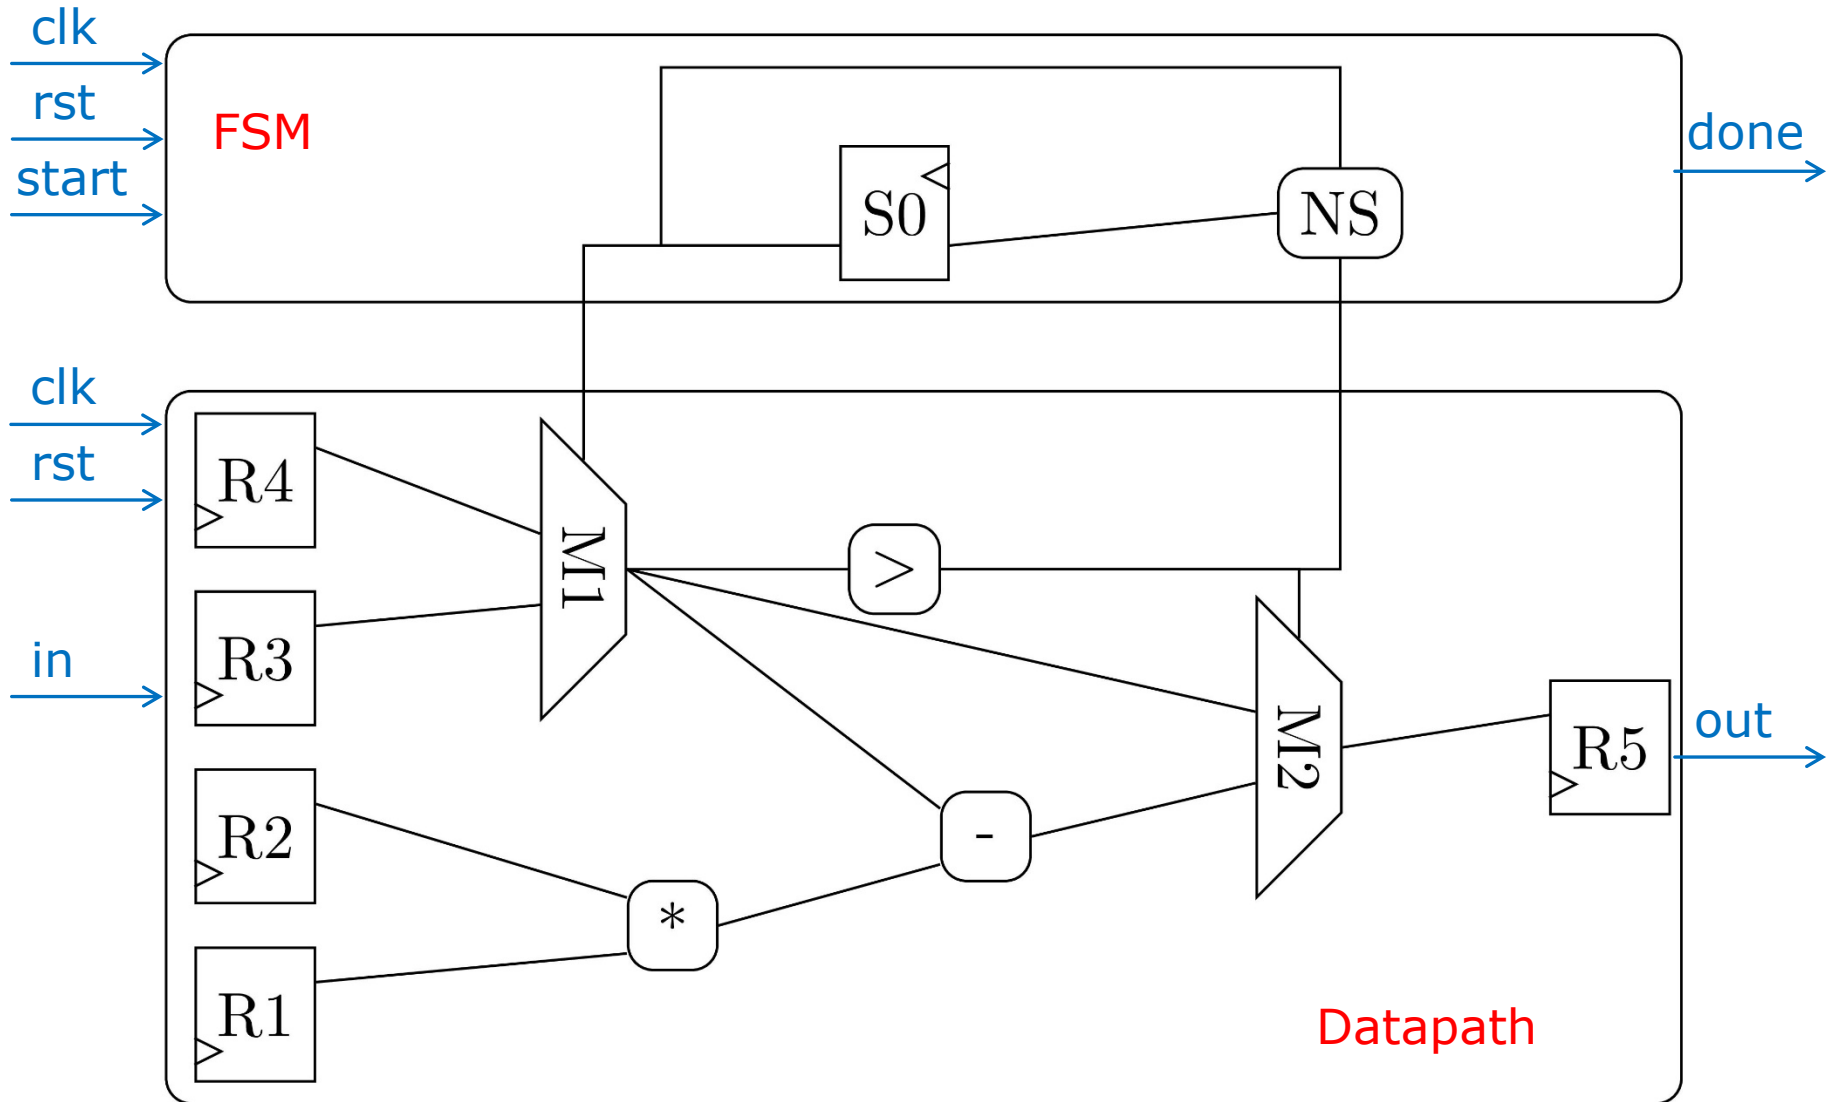 clk
rst
start
FSM
S0
NS
done
clk
rst
in
R4
R3
R2
R1
M1
>
*
-
M2
R5
out
Datapath